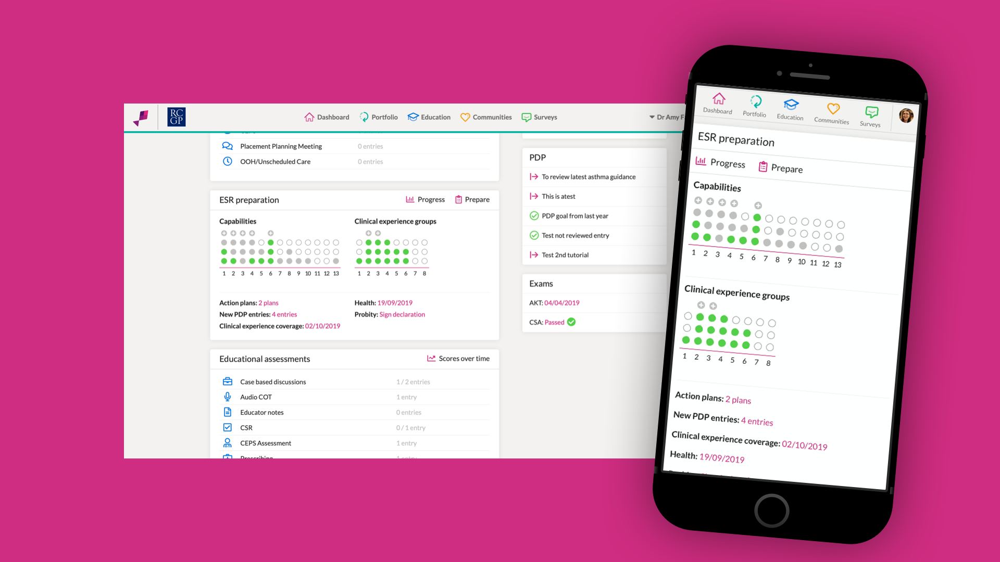 RC
GP
Dashboard
Portfolio
Education
Communities
Surveys
Dr Amy F
Placement Planning Meeting 0 entries
OOH/Unscheduled Care 0 entries
ESR preparation
Progress
Prepare
Capabilities
1 2 3 4 5 6 7 8 9 10 11 12 13
Clinical experience groups
1 2 3 4 5 6 7 8
Action plans: 2 plans
New PDP entries: 4 entries
Clinical experience coverage: 02/10/2019
Health: 19/09/2019
Probity: Sign declaration
Educational assessments
Scores over time
Case based discussions 1 / 2 entries
Audio COT 1 entry
Educator notes 0 entries
CSR 0 / 1 entry
CEPS Assessment 1 entry
Prescribing 1 entry
PDP
To review latest asthma guidance
This is atest
PDP goal from last year
Test not reviewed entry
Test 2nd tutorial
Exams
AKT: 04/04/2019
CSA: Passed
Dashboard
Portfolio
Education
Communities
Surveys
ESR preparation
Progress
Prepare
Capabilities
1 2 3 4 5 6 7 8 9 10 11 12 13
Clinical experience groups
1 2 3 4 5 6 7 8
Action plans: 2 plans
New PDP entries: 4 entries
Clinical experience coverage: 02/10/2019
Health: 19/09/2019